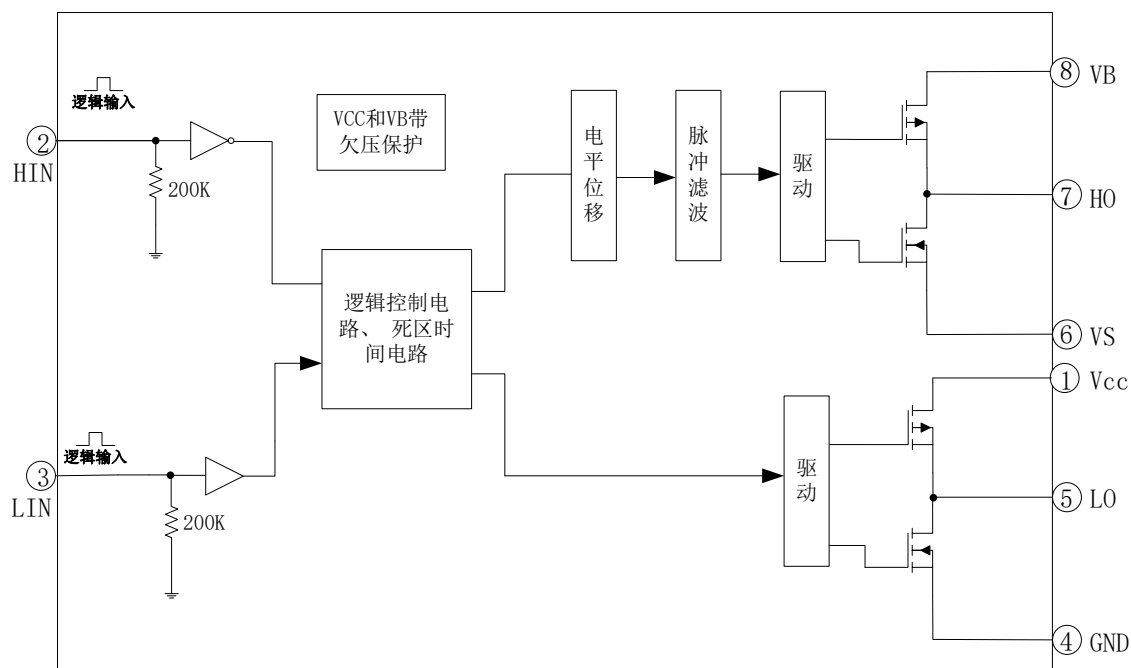 逻辑输入
② HIN
200K
VCC和VB带
欠压保护
电平位移
脉冲滤波
驱动
⑧ VB
⑦ HO
⑥ VS
逻辑控制电
路、 死区时
间电路
① Vcc
逻辑输入
③ LIN
200K
驱动
⑤ LO
④ GND